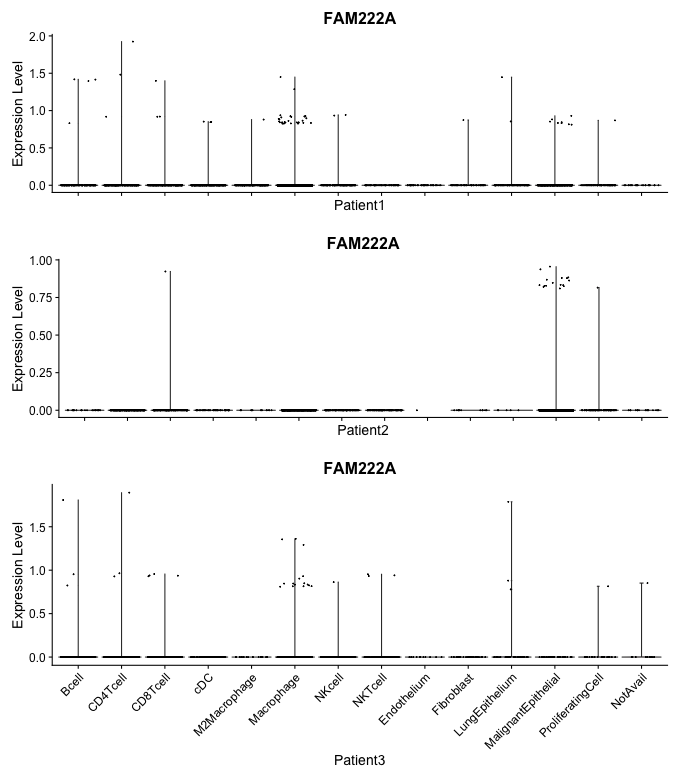 FAM222A
Expression Level
2.0
1.5
1.0
0.5
0.0
Patient1
FAM222A
Expression Level
1.00
0.75
0.50
0.25
0.00
Patient2
FAM222A
Expression Level
1.5
1.0
0.5
0.0
Bcell
CD4Tcell
CD8Tcell
cDC
M2Macrophage
Macrophage
NKcell
NKTcell
Endothelium
Fibroblast
LungEpithelium
MalignantEpithelial
ProliferatingCell
NotAvail
Patient3